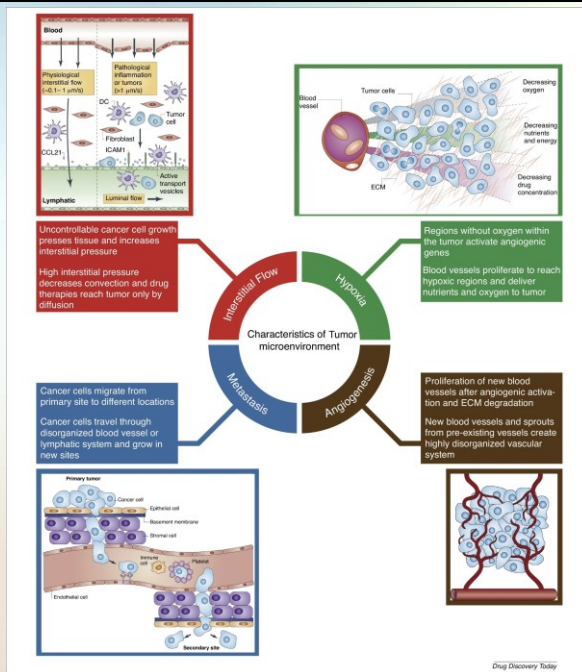 Blood
Physiological
interstitial flow
(~0.1– 1 µm/s)
Pathological
inflammation
or tumors
(>1 µm/s)
DC
Tumor
cell
Fibroblast
CCL21
ICAM1
Active
transport
vesicles
Lymphatic
Luminal flow
Blood
vessel
Tumor cells
Decreasing
oxygen
Decreasing
nutrients
and energy
Decreasing
drug
concentration
ECM
Uncontrollable cancer cell growth
presses tissue and increases
interstitial pressure
High interstitial pressure
decreases convection and drug
therapies reach tumor only by
diffusion
Regions without oxygen within
the tumor activate angiogenic
genes
Blood vessels proliferate to reach
hypoxic regions and deliver
nutrients and oxygen to tumor
Interstitial Flow
Hypoxia
Characteristics of Tumor
microenvironment
Metastasis
Angiogenesis
Cancer cells migrate from
primary site to different locations
Cancer cells travel through
disorganized blood vessel or
lymphatic system and grow in
new sites
Proliferation of new blood
vessels after angiogenic activa-
tion and ECM degradation
New blood vessels and sprouts
from pre-existing vessels create
highly disorganized vascular
system
Primary tumor
Cancer cell
Epithelial cell
Basement membrane
Stromal cell
Immune
cell
Platelet
Endothelial cell
Secondary site
Drug Discovery Today